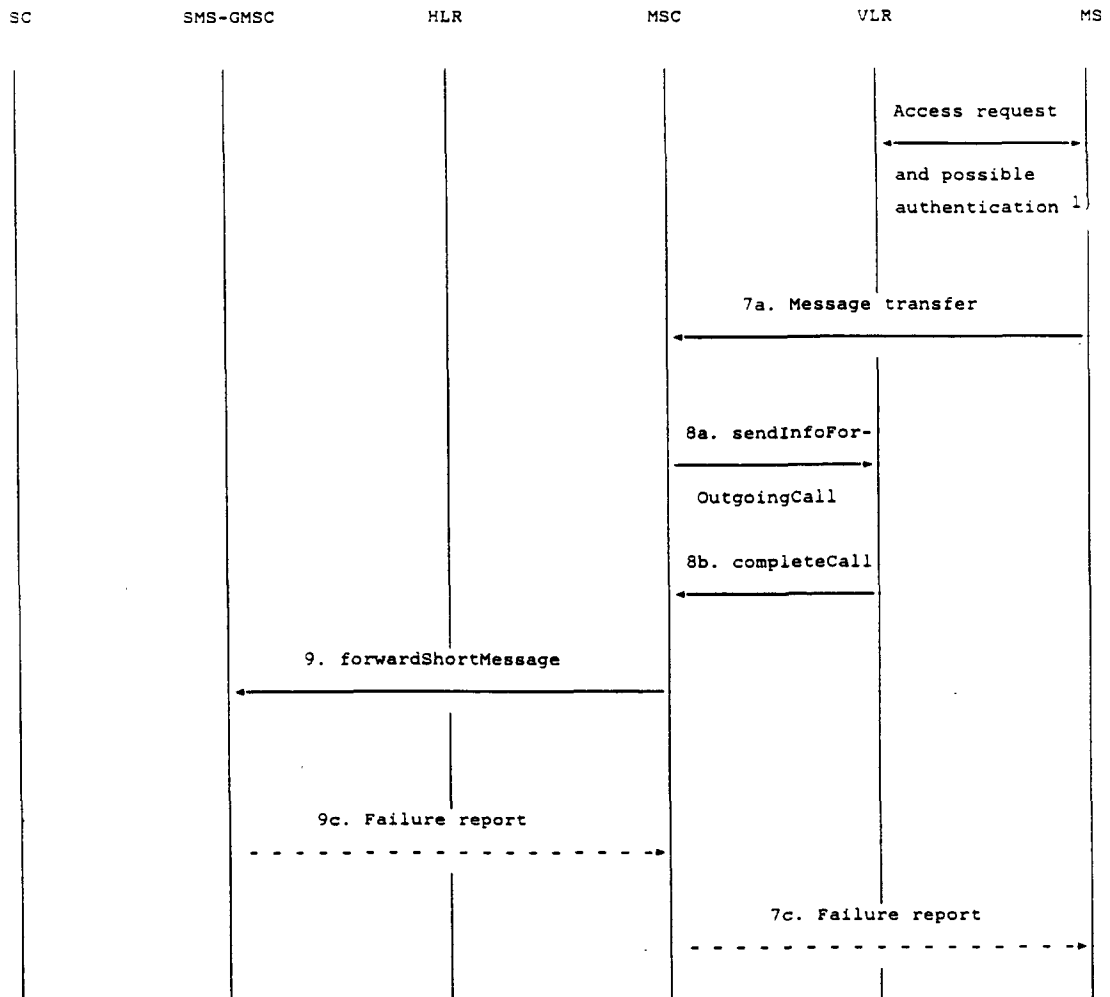 SC SMS-GMSC HLR MSC VLR MS
Access request
and possible
authentication 1)
7a. Message transfer
8a. sendInfoFor-
OutgoingCall
8b. completeCall
9. forwardShortMessage
9c. Failure report
7c. Failure report